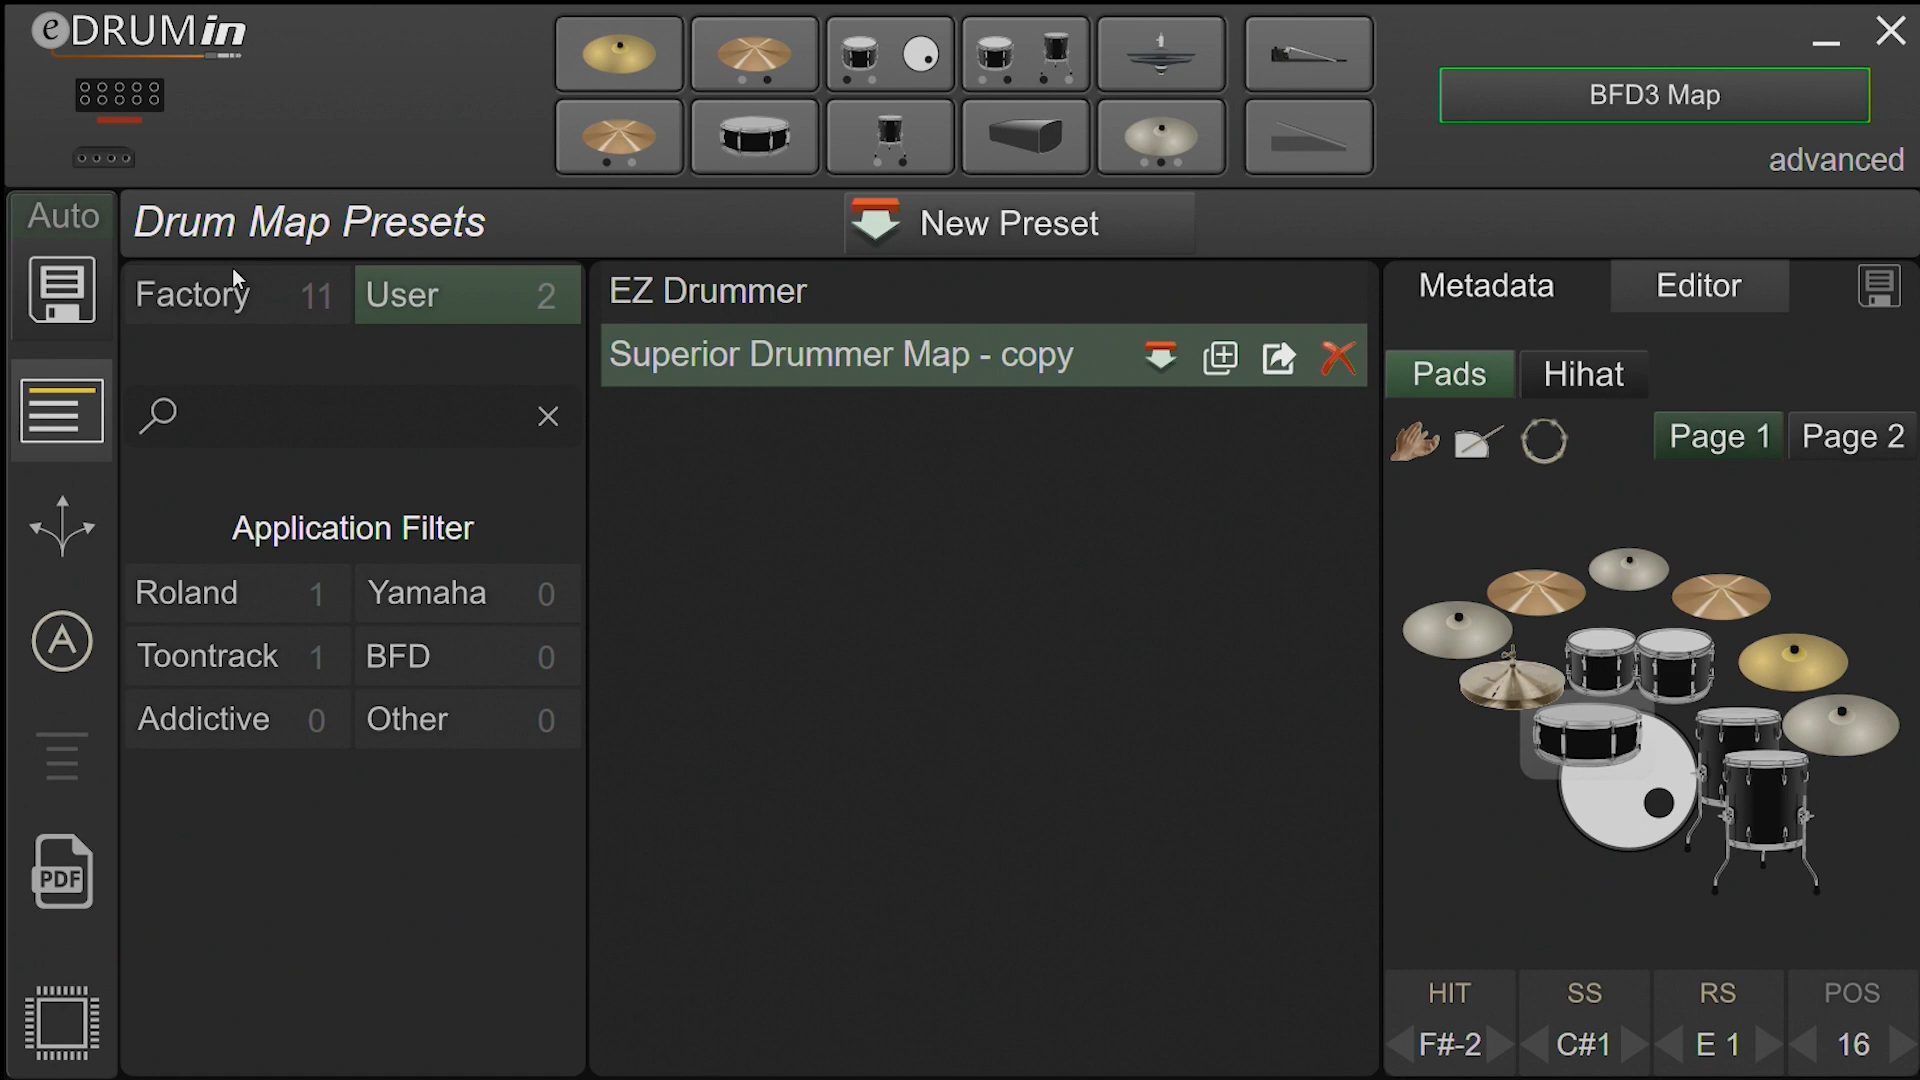 eDRUMin
BFD3 Map
advanced
Auto
Drum Map Presets
New Preset
Factory 11
User 2
EZ Drummer
Superior Drummer Map - copy
Metadata
Editor
Pads
Hihat
Page 1
Page 2
Application Filter
Roland 1
Yamaha 0
Toontrack 1
BFD 0
Addictive 0
Other 0
A
PDF
HIT SS RS POS
F#-2 C#1 E 1 16